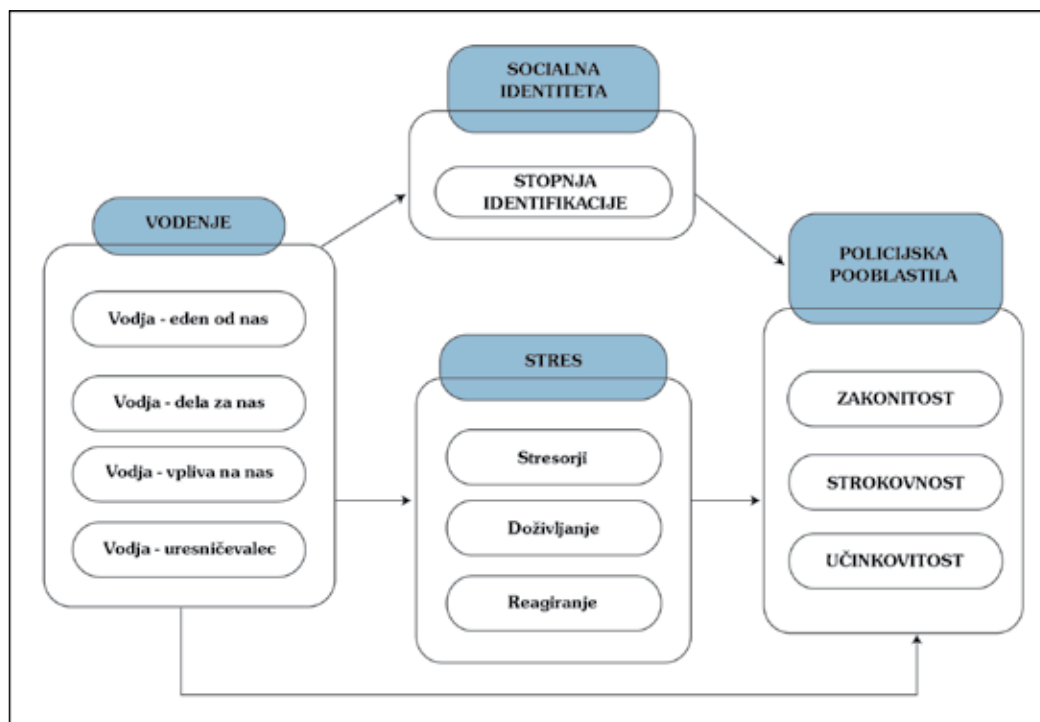 SOCIALNA
IDENTITETA
STOPNJA
IDENTIFIKACIJE
VODENJE
Vodja - eden od nas
Vodja - dela za nas
Vodja - vpliva na nas
Vodja - uresničevalec
STRES
Stresorji
Doživljanje
Reagiranje
POLICIJSKA
POOBLASTILA
ZAKONITOST
STROKOVNOST
UČINKOVITOST